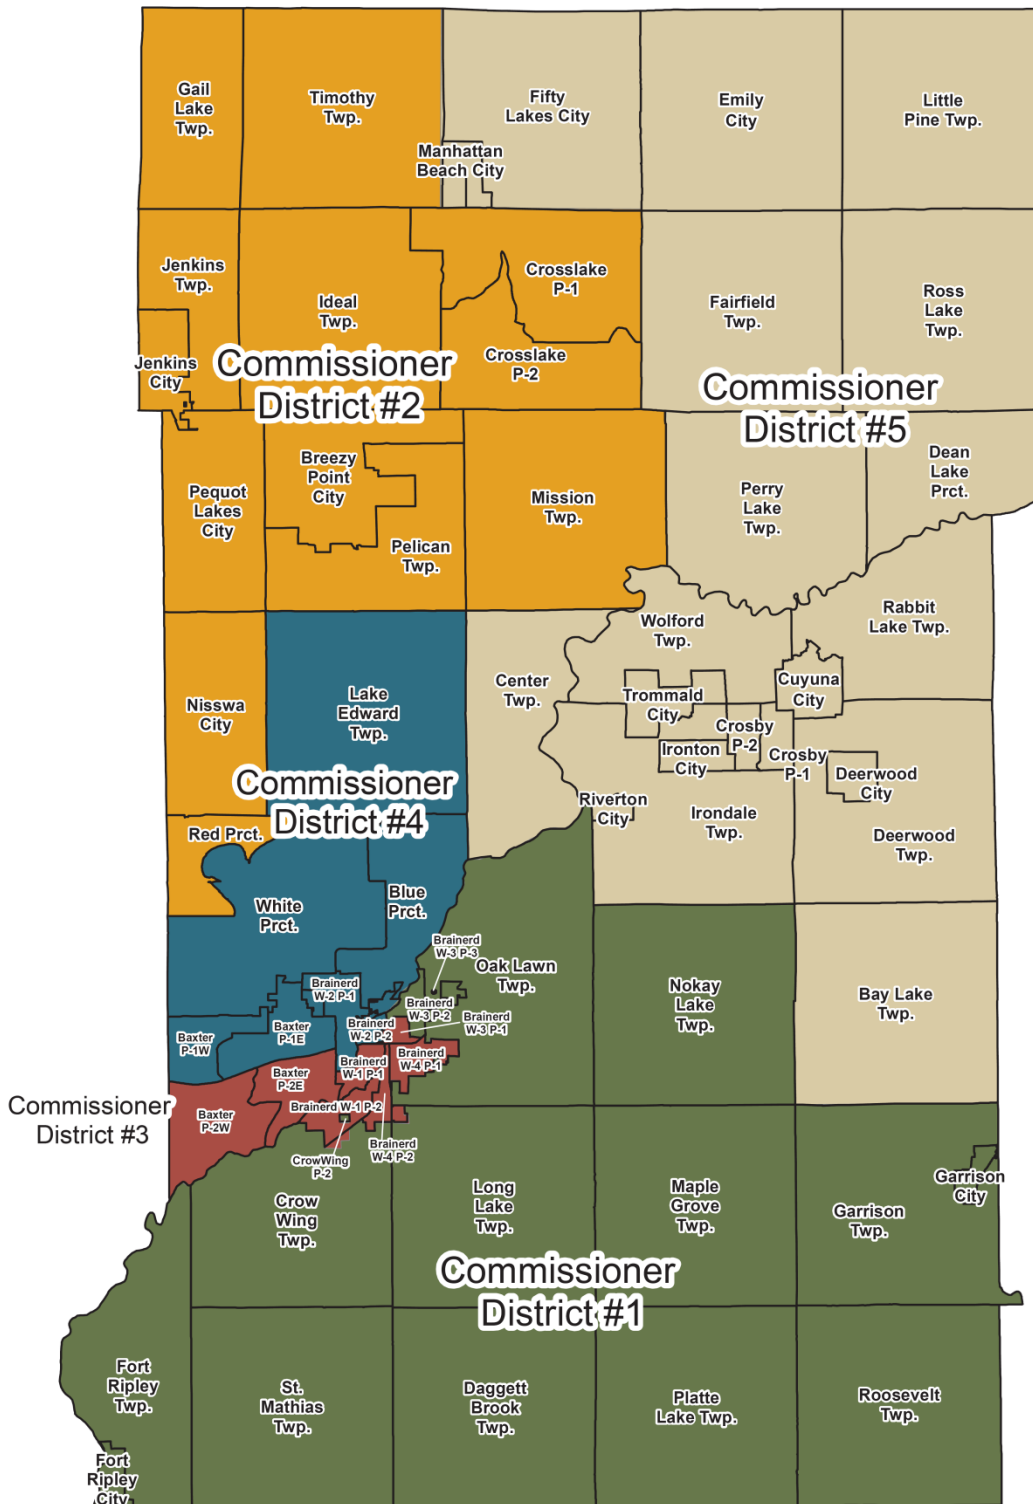 Gail
Lake
Twp.
Timothy
Twp.
Fifty
Lakes City
Emily
City
Little
Pine Twp.
Manhattan
Beach City
Jenkins
Twp.
Ideal
Twp.
Crosslake
P-1
Fairfield
Twp.
Ross
Lake
Twp.
Jenkins
City
Crosslake
P-2
Commissioner
District #2
Commissioner
District #5
Breezy
Point
City
Pequot
Lakes
City
Mission
Twp.
Pelican
Twp.
Perry
Lake
Twp.
Dean
Lake
Prct.
Wolford
Twp.
Rabbit
Lake Twp.
Nisswa
City
Lake
Edward
Twp.
Center
Twp.
Trommald
City
Cuyuna
City
Crosby
P-2
Ironton
City
Crosby
P-1
Deerwood
City
Commissioner
District #4
Riverton
City
Irondale
Twp.
Deerwood
Twp.
Red Prct.
White
Prct.
Blue
Prct.
Brainerd
W-3 P-3
Oak Lawn
Twp.
Nokay
Lake
Twp.
Bay Lake
Twp.
Brainerd
W-2 P-1
Brainerd
W-3 P-2
Brainerd
W-3 P-1
Baxter
P-1W
Baxter
P-1E
Brainerd
W-2 P-2
Brainerd
W-1 P-1
Brainerd
W-4 P-1
Baxter
P-2E
Commissioner
District #3
Baxter
P-2W
Brainerd W-1 P-2
Brainerd
W-4 P-2
CrowWing
P-2
Crow
Wing
Twp.
Long
Lake
Twp.
Maple
Grove
Twp.
Garrison
Twp.
Garrison
City
Commissioner
District #1
Fort
Ripley
Twp.
St.
Mathias
Twp.
Daggett
Brook
Twp.
Platte
Lake Twp.
Roosevelt
Twp.
Fort
Ripley
City